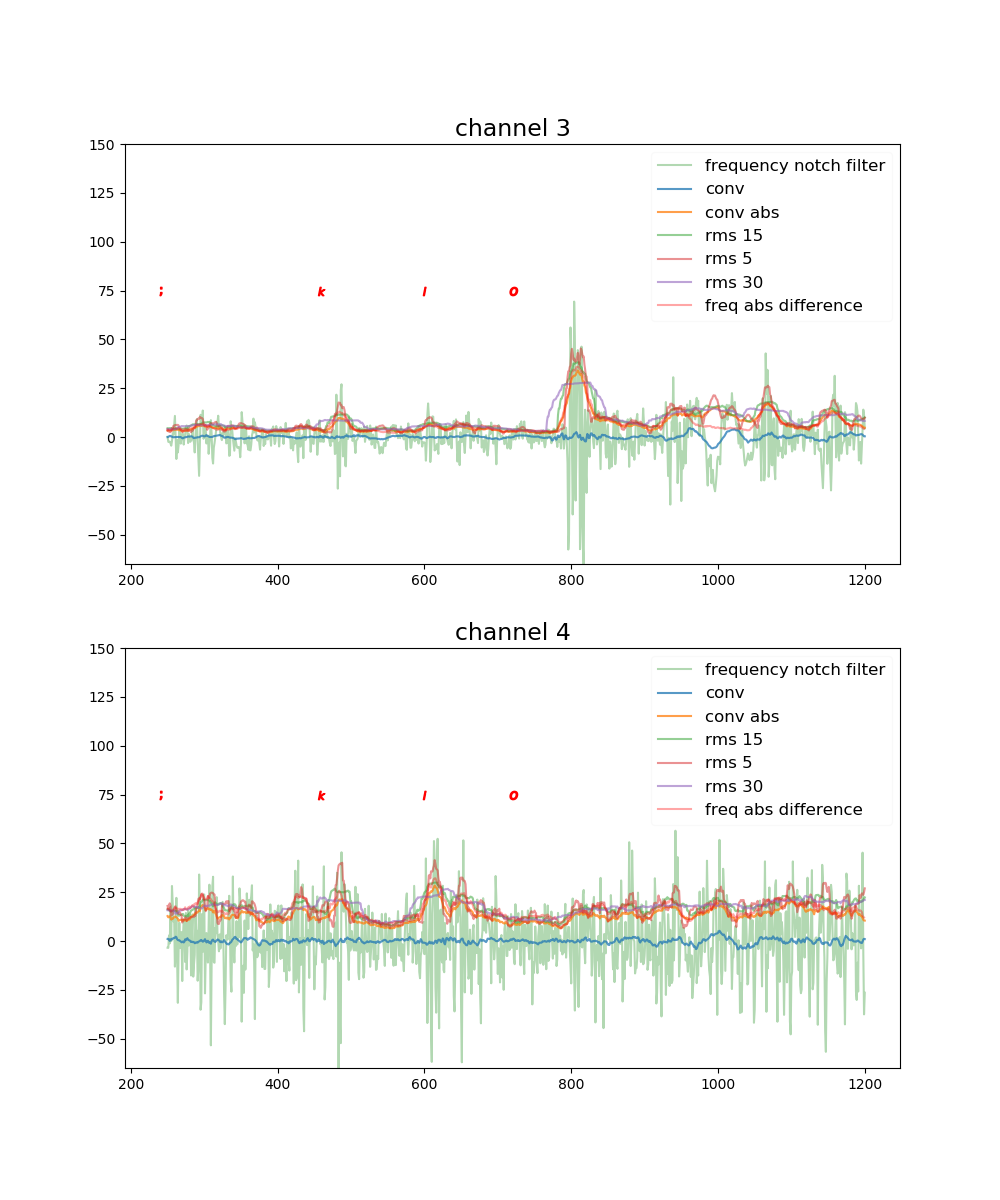 channel 3
150
125
100
75
50
25
0
−25
−50
frequency notch filter
conv
conv abs
rms 15
rms 5
rms 30
freq abs difference
; k l o
200 400 600 800 1000 1200
channel 4
150
125
100
75
50
25
0
−25
−50
frequency notch filter
conv
conv abs
rms 15
rms 5
rms 30
freq abs difference
; k l o
200 400 600 800 1000 1200